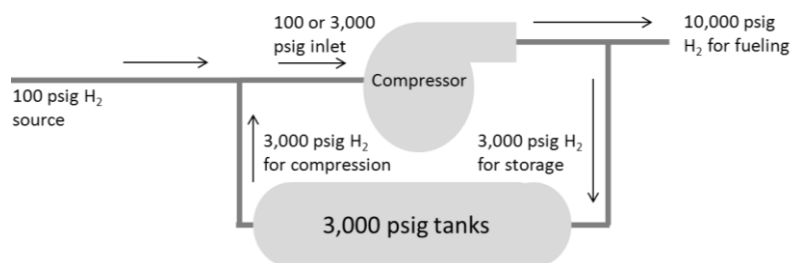 100 or 3,000
psig inlet
10,000 psig
H₂ for fueling
Compressor
100 psig H₂
source
3,000 psig H₂
for compression
3,000 psig H₂
for storage
3,000 psig tanks